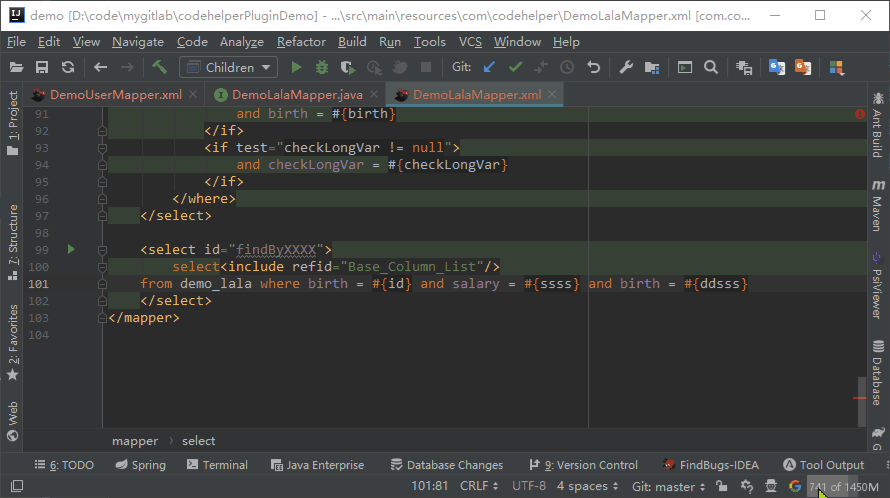 demo [D:\code\mygitlab\codehelperPluginDemo] - ...\src\main\resources\com\codehelper\DemoLalaMapper.xml [com.co...
File Edit View Navigate Code Analyze Refactor Build Run Tools VCS Window Help
Children Git:
DemoUserMapper.xml DemoLalaMapper.java DemoLalaMapper.xml
1: Project
7: Structure
2: Favorites
Web
91 and birth = #{birth}
92 </if>
93 <if test="checkLongVar != null">
94 and checkLongVar = #{checkLongVar}
95 </if>
96 </where>
97 </select>
98
99 <select id="findByXXXX">
100 select<include refid="Base_Column_List"/>
101 from demo_lala where birth = #{id} and salary = #{ssss} and birth = #{ddsss}
102 </select>
103 </mapper>
104
Ant Build
m Maven
PsiViewer
Database
G
mapper › select
6: TODO Spring Terminal Java Enterprise Database Changes 9: Version Control FindBugs-IDEA Tool Output
101:81 CRLF UTF-8 4 spaces Git: master 741 of 1450M